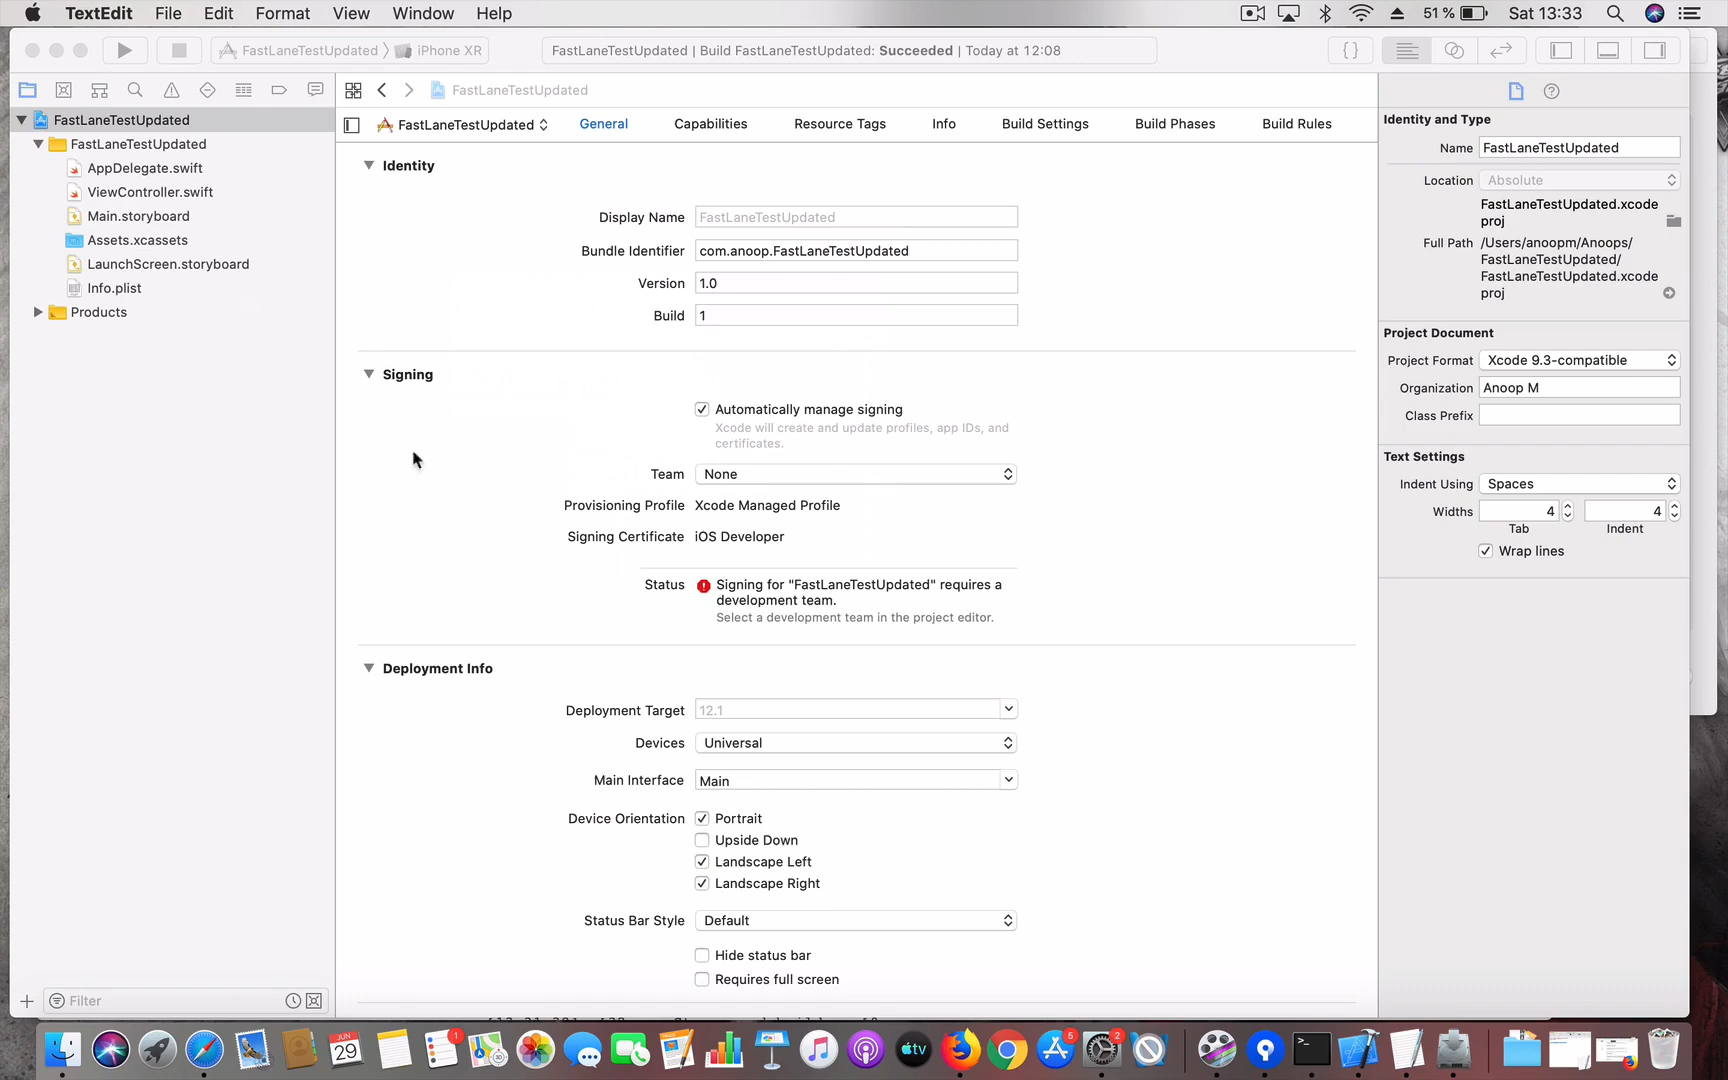 TextEdit File Edit Format View Window Help 51 % Sat 13:33
FastLaneTestUpdated iPhone XR FastLaneTestUpdated | Build FastLaneTestUpdated: Succeeded | Today at 12:08
FastLaneTestUpdated
FastLaneTestUpdated
AppDelegate.swift
ViewController.swift
Main.storyboard
Assets.xcassets
LaunchScreen.storyboard
Info.plist
Products
Filter
FastLaneTestUpdated
FastLaneTestUpdated General Capabilities Resource Tags Info Build Settings Build Phases Build Rules
Identity
Display Name FastLaneTestUpdated
Bundle Identifier com.anoop.FastLaneTestUpdated
Version 1.0
Build 1
Signing
Automatically manage signing
Xcode will create and update profiles, app IDs, and
certificates.
Team None
Provisioning Profile Xcode Managed Profile
Signing Certificate iOS Developer
Status Signing for "FastLaneTestUpdated" requires a
development team.
Select a development team in the project editor.
Deployment Info
Deployment Target 12.1
Devices Universal
Main Interface Main
Device Orientation Portrait
Upside Down
Landscape Left
Landscape Right
Status Bar Style Default
Hide status bar
Requires full screen
Identity and Type
Name FastLaneTestUpdated
Location Absolute
FastLaneTestUpdated.xcode
proj
Full Path /Users/anoopm/Anoops/
FastLaneTestUpdated/
FastLaneTestUpdated.xcode
proj
Project Document
Project Format Xcode 9.3-compatible
Organization Anoop M
Class Prefix
Text Settings
Indent Using Spaces
Widths 4 4
Tab Indent
Wrap lines
JUN
29
1
tv
5
2